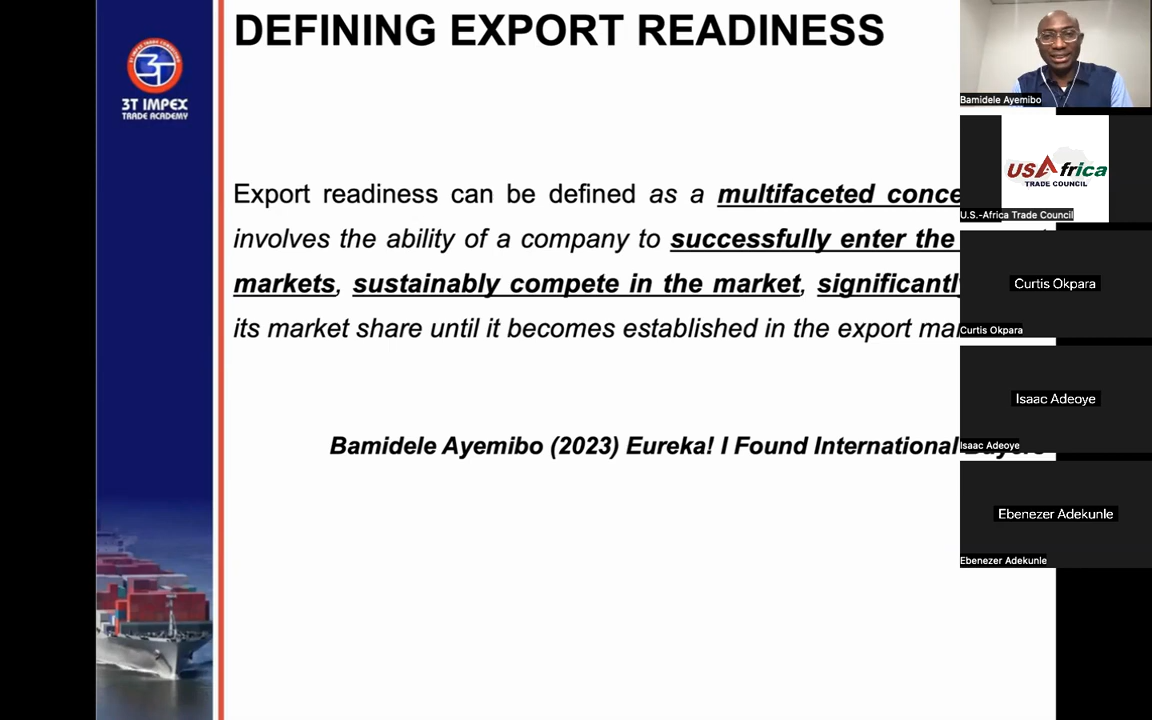 DEFINING EXPORT READINESS
3T IMPEX
TRADE ACADEMY
Export readiness can be defined as a multifaceted conce
involves the ability of a company to successfully enter the
markets, sustainably compete in the market, significantly
its market share until it becomes established in the export ma
Bamidele Ayemibo (2023) Eureka! I Found International Buyers
Bamidele Ayemibo
USAfrica
TRADE COUNCIL
U.S.-Africa Trade Council
Curtis Okpara
Curtis Okpara
Isaac Adeoye
Isaac Adeoye
Ebenezer Adekunle
Ebenezer Adekunle